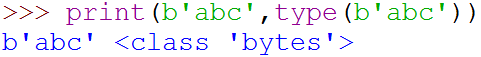 >>> print(b'abc',type(b'abc'))
b'abc' <class 'bytes'>